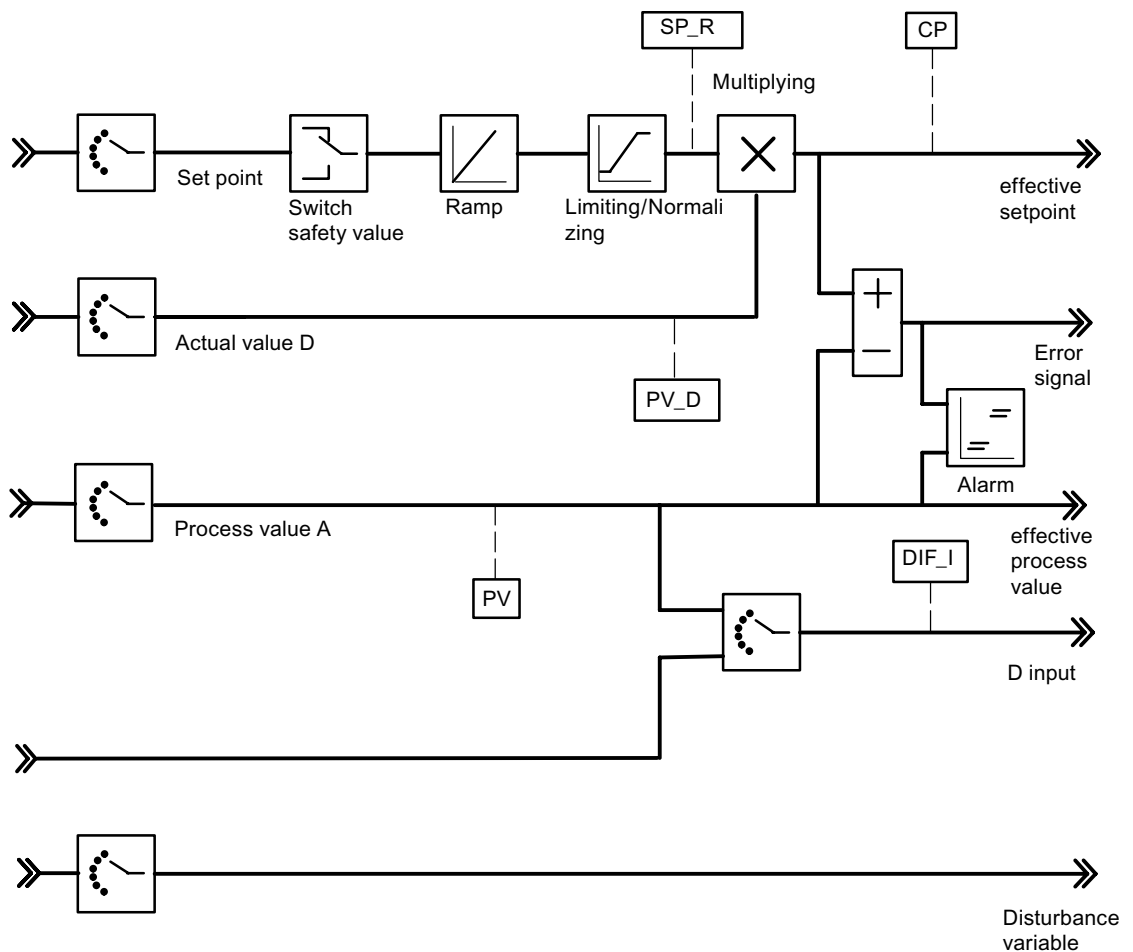 SP_R
CP
Multiplying
Set point
Switch
safety value
Ramp
Limiting/Normali
zing
effective
setpoint
+
Actual value D
−
Error
signal
PV_D
Alarm
Process value A
effective
process
value
DIF_I
PV
D input
Disturbance
variable